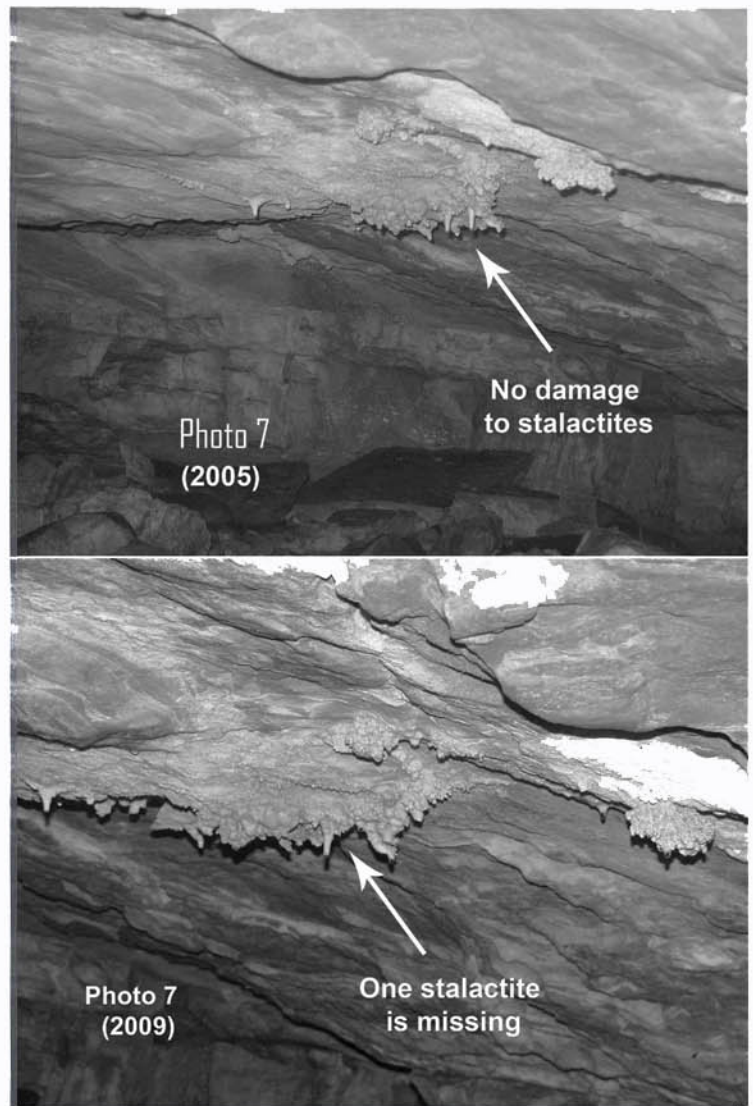 No damage
to stalactites
Photo 7
(2005)
One stalactite
is missing
Photo 7
(2009)